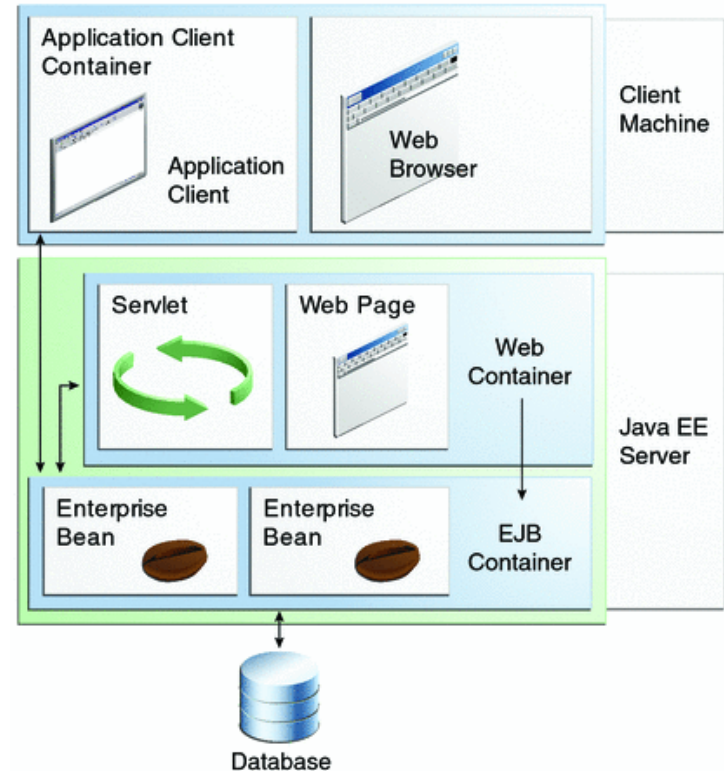 Application Client
Container
Application
Client
Web
Browser
Client
Machine
Servlet
Web Page
Web
Container
Java EE
Server
Enterprise
Bean
Enterprise
Bean
EJB
Container
Database